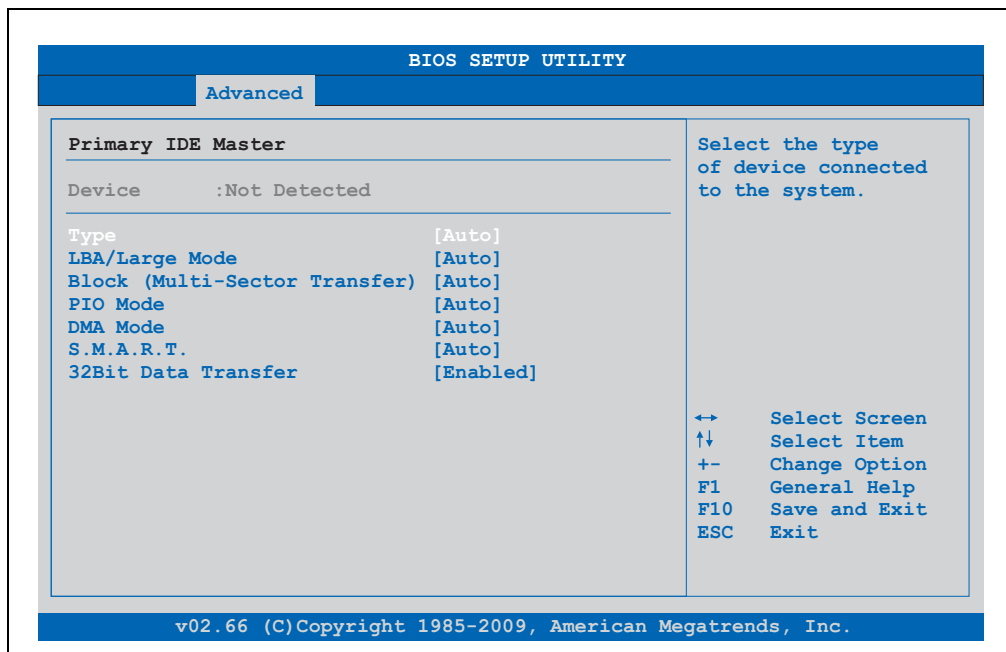 BIOS SETUP UTILITY
Advanced
Primary IDE Master
Device :Not Detected
Type [Auto]
LBA/Large Mode [Auto]
Block (Multi-Sector Transfer) [Auto]
PIO Mode [Auto]
DMA Mode [Auto]
S.M.A.R.T. [Auto]
32Bit Data Transfer [Enabled]
Select the type
of device connected
to the system.
↔ Select Screen
↑↓ Select Item
+- Change Option
F1 General Help
F10 Save and Exit
ESC Exit
v02.66 (C)Copyright 1985-2009, American Megatrends, Inc.